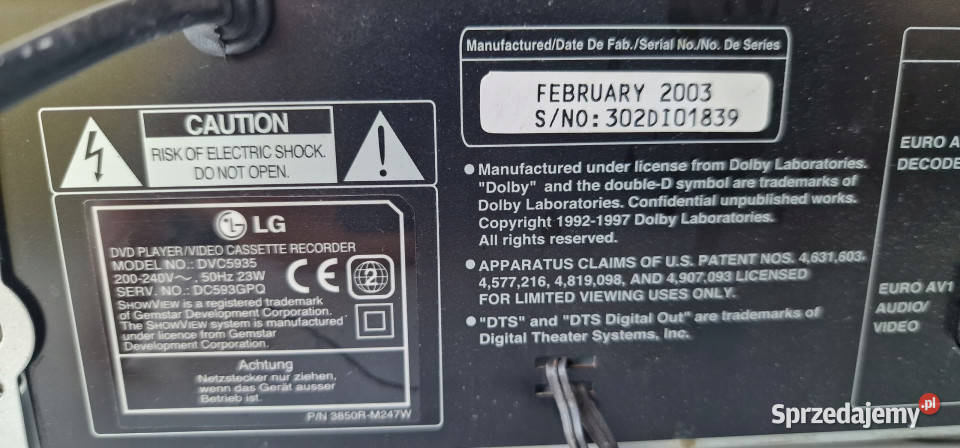 Manufactured/Date De Fab./Serial No./No. De Series
FEBRUARY 2003
S/NO: 302DI01839
CAUTION
RISK OF ELECTRIC SHOCK.
DO NOT OPEN.
LG
DVD PLAYER/VIDEO CASSETTE RECORDER
MODEL NO.: DVC5935
200-240V~, 50Hz 23W
SERV. NO.: DC593GPQ
SHOWVIEW is a registered trademark
of Gemstar Development Corporation.
The SHOWVIEW system is manufactured
under licence from Gemstar
Development Corporation.
CE
2
Achtung
Netzstecker nur ziehen,
wenn das Gerät ausser
Betrieb ist.
P/N 3850R-M247W
● Manufactured under license from Dolby Laboratories.
"Dolby" and the double-D symbol are trademarks of
Dolby Laboratories. Confidential unpublished works.
Copyright 1992-1997 Dolby Laboratories.
All rights reserved.
● APPARATUS CLAIMS OF U.S. PATENT NOS. 4,631,603,
4,577,216, 4,819,098, AND 4,907,093 LICENSED
FOR LIMITED VIEWING USES ONLY.
● "DTS" and "DTS Digital Out" are trademarks of
Digital Theater Systems, Inc.
EURO A
DECODE
EURO AV1
AUDIO/
VIDEO
Sprzedajemy.pl